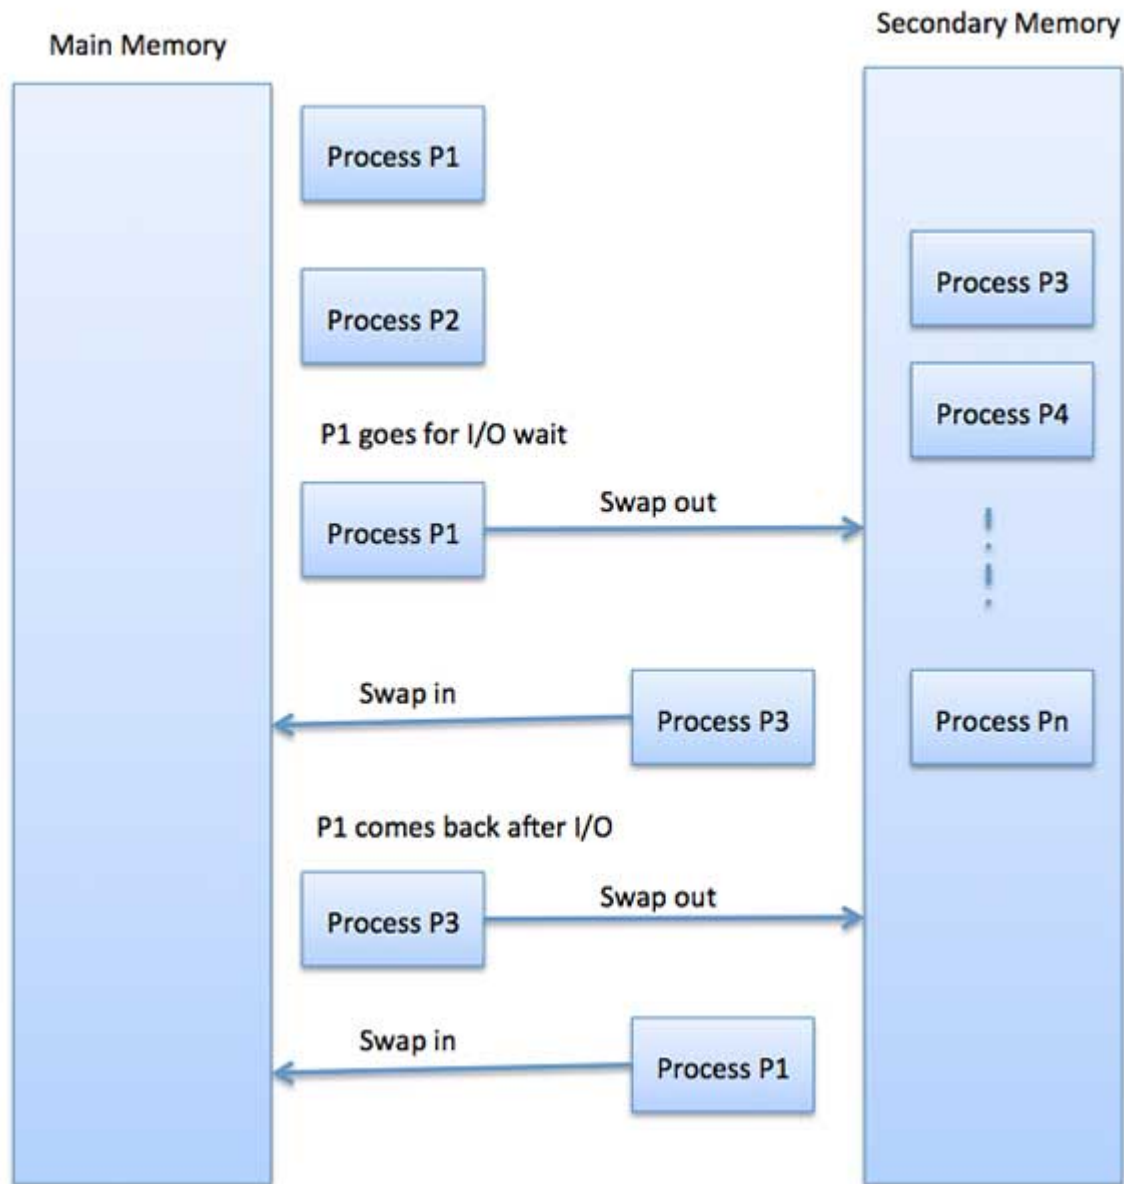 Main Memory
Secondary Memory
Process P1
Process P2
Process P3
Process P4
P1 goes for I/O wait
Process P1
Swap out
Swap in
Process P3
Process Pn
P1 comes back after I/O
Process P3
Swap out
Swap in
Process P1